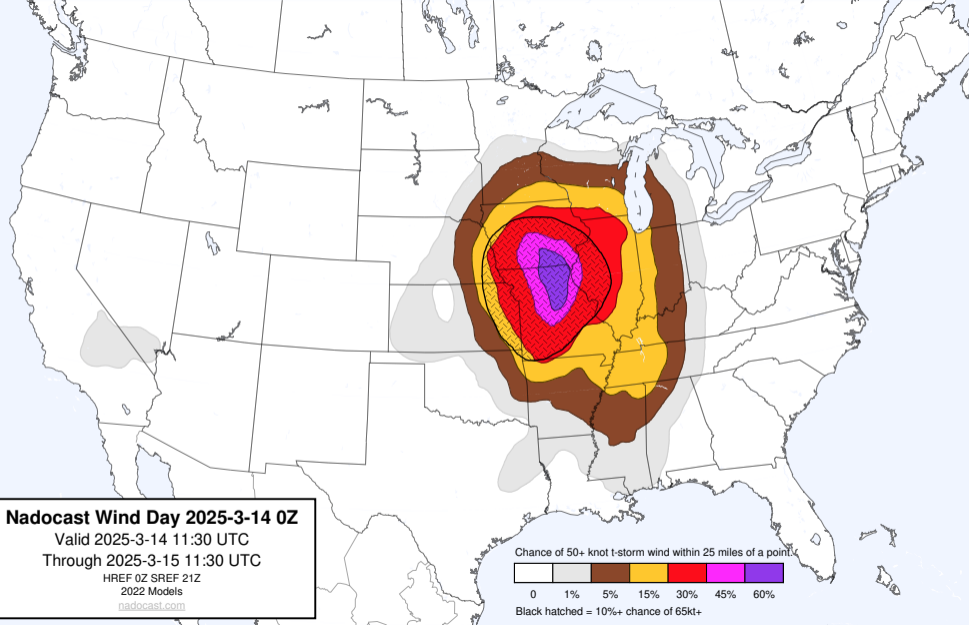 Nadocast Wind Day 2025-3-14 0Z
Valid 2025-3-14 11:30 UTC
Through 2025-3-15 11:30 UTC
HREF 0Z SREF 21Z
2022 Models
nadocast.com
Chance of 50+ knot t-storm wind within 25 miles of a point.
0 1% 5% 15% 30% 45% 60%
Black hatched = 10%+ chance of 65kt+